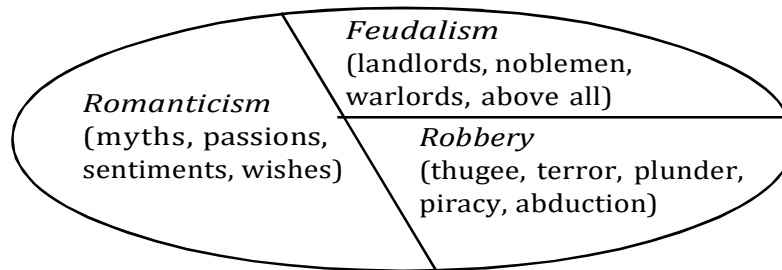 Feudalism
(landlords, noblemen,
warlords, above all)
Romanticism
(myths, passions,
sentiments, wishes)
Robbery
(thugee, terror, plunder,
piracy, abduction)